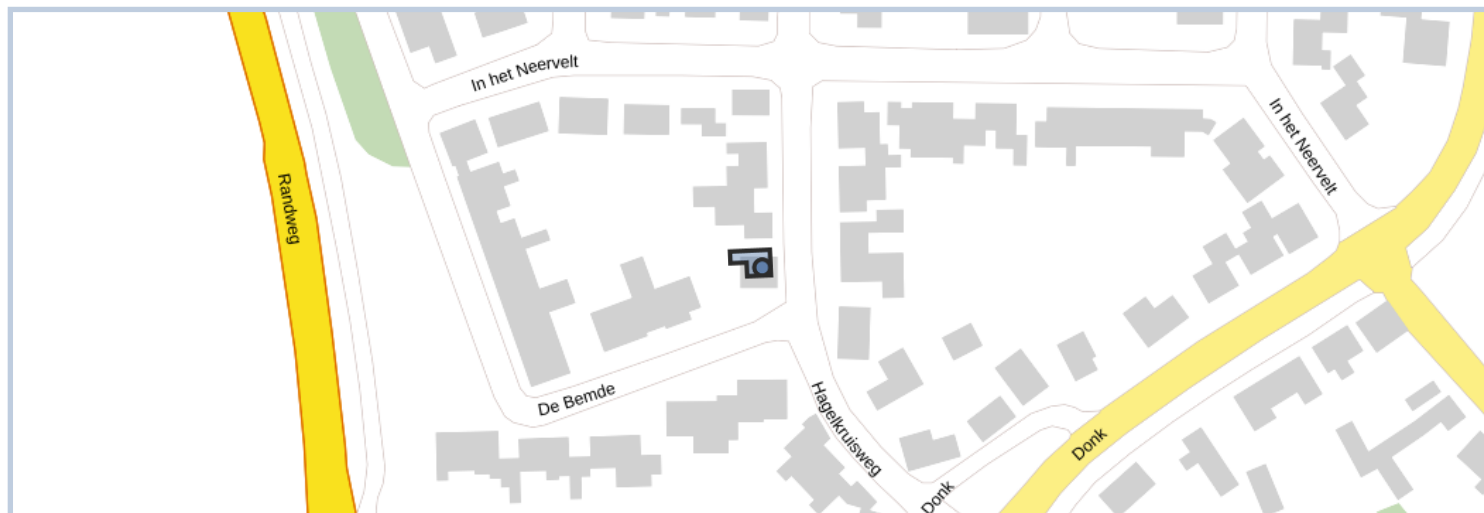 In het Neervelt
In het Neervelt
Randweg
De Bemde
Hagelkruisweg
Donk
Donk